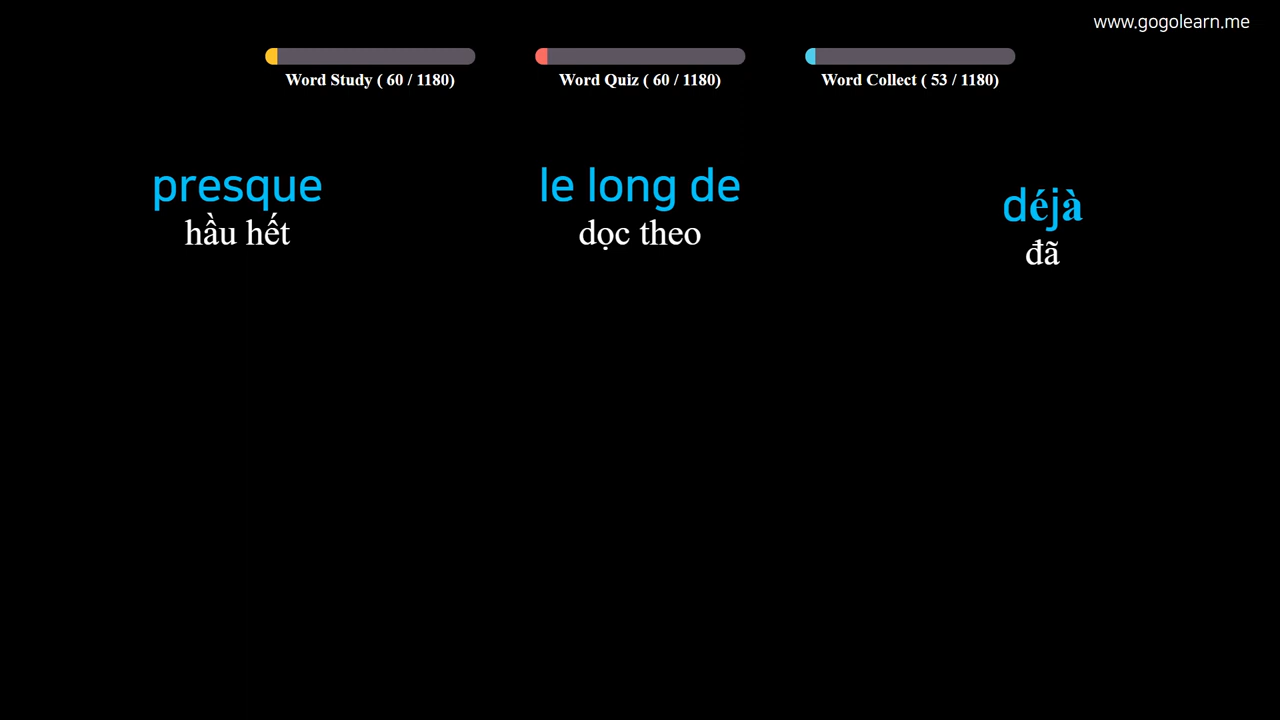 www.gogolearn.me
Word Study ( 60 / 1180)
Word Quiz ( 60 / 1180)
Word Collect ( 53 / 1180)
presque
hầu hết
le long de
dọc theo
déjà
đã